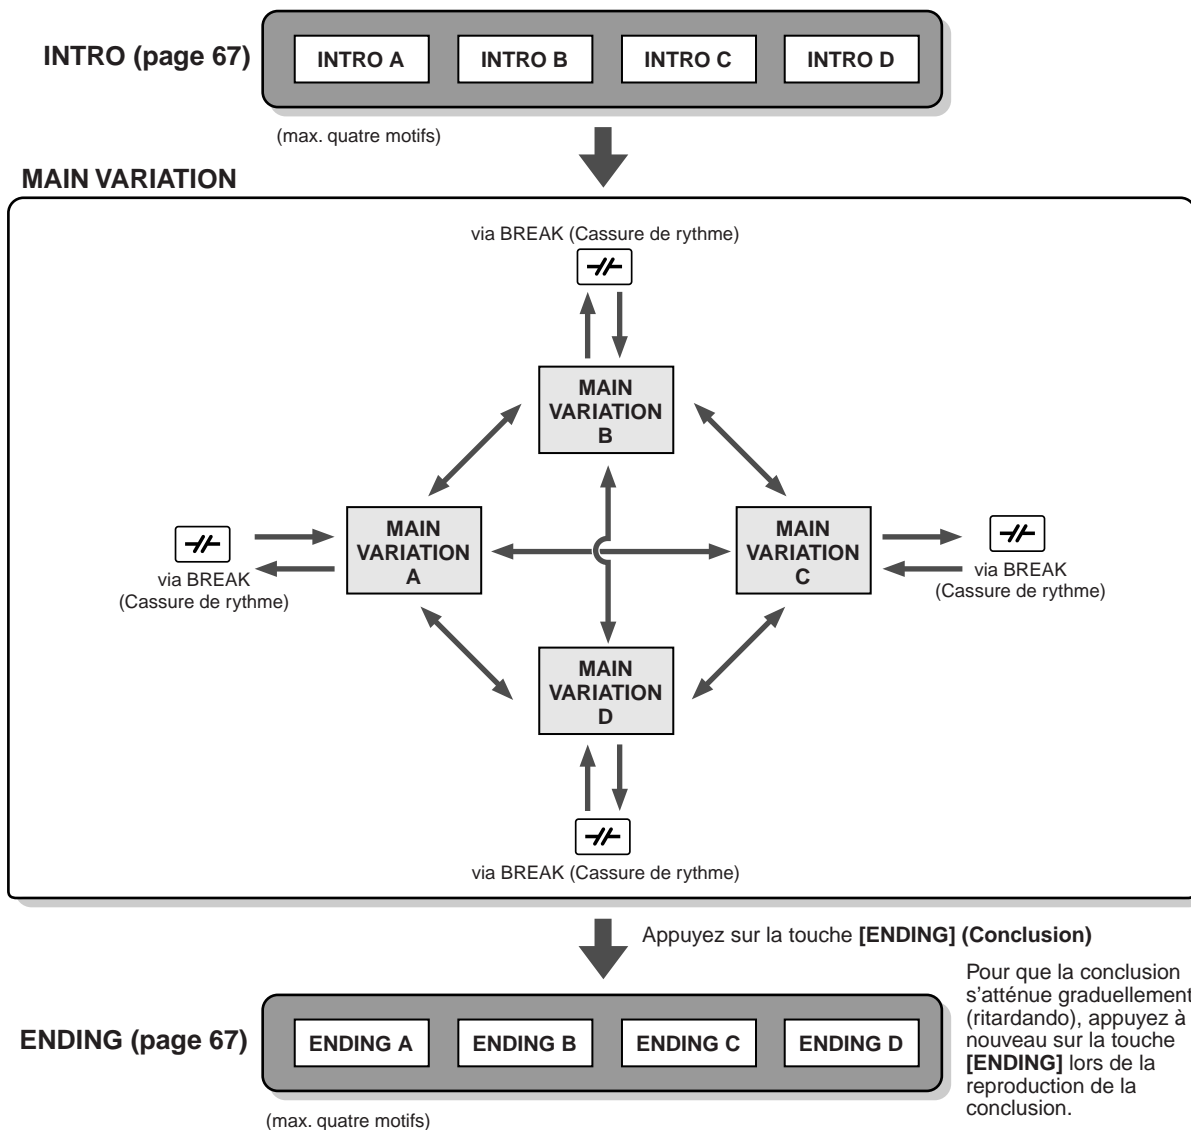 INTRO (page 67)
INTRO A
INTRO B
INTRO C
INTRO D
(max. quatre motifs)
MAIN VARIATION
via BREAK (Cassure de rythme)
MAIN
VARIATION
B
MAIN
VARIATION
A
MAIN
VARIATION
C
via BREAK
(Cassure de rythme)
via BREAK
(Cassure de rythme)
MAIN
VARIATION
D
via BREAK (Cassure de rythme)
Appuyez sur la touche [ENDING] (Conclusion)
Pour que la conclusion
s’atténue graduellement
(ritardando), appuyez à
nouveau sur la touche
[ENDING] lors de la
reproduction de la
conclusion.
ENDING (page 67)
ENDING A
ENDING B
ENDING C
ENDING D
(max. quatre motifs)